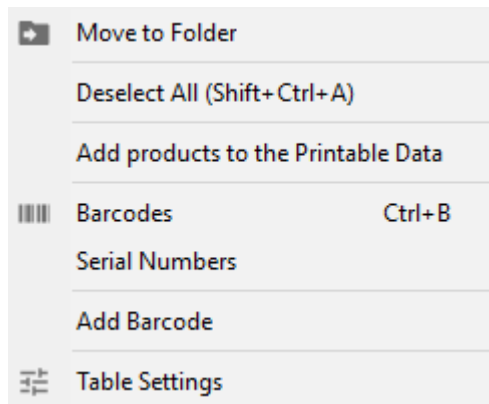 Move to Folder
Deselect All (Shift+Ctrl+A)
Add products to the Printable Data
Barcodes Ctrl+B
Serial Numbers
Add Barcode
Table Settings